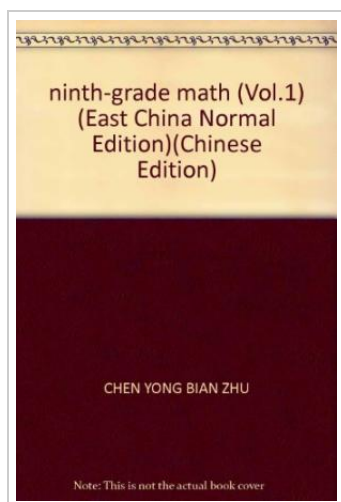 ninth-grade math (Vol.1)
(East China Normal
Edition)(Chinese
Edition)
CHEN YONG BIAN ZHU
Note: This is not the actual book cover